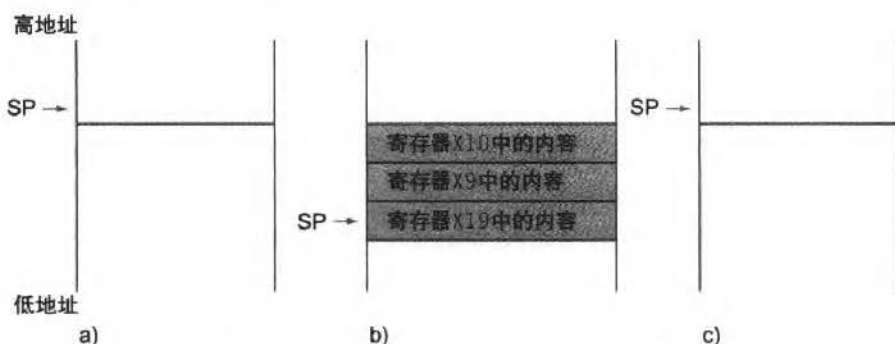 高地址
SP →
SP →
寄存器X10中的内容
寄存器X9中的内容
SP →
寄存器X19中的内容
低地址
a)
b)
c)